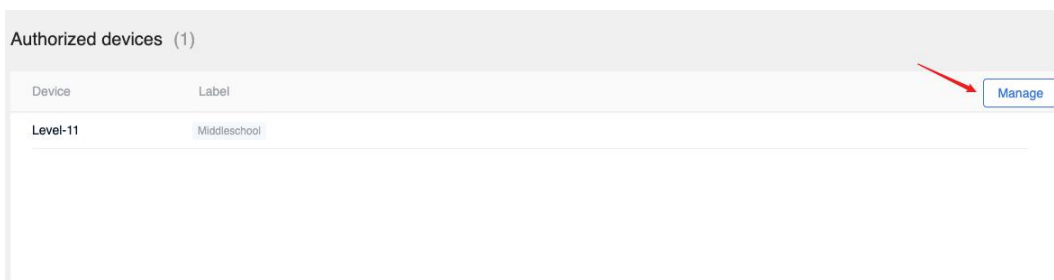 Authorized devices (1)
Device Label Manage
Level-11 Middleschool